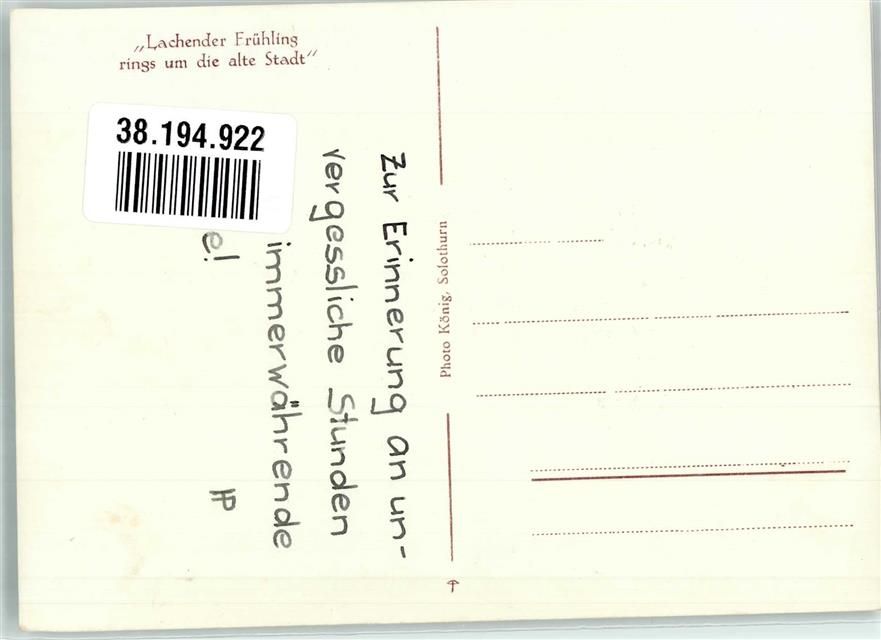 „Lachender Frühling
rings um die alte Stadt“
38.194.922
Zur Erinnerung an un-
vergessliche Stunden
immerwährende
e!
HP
Photo König, Solothurn